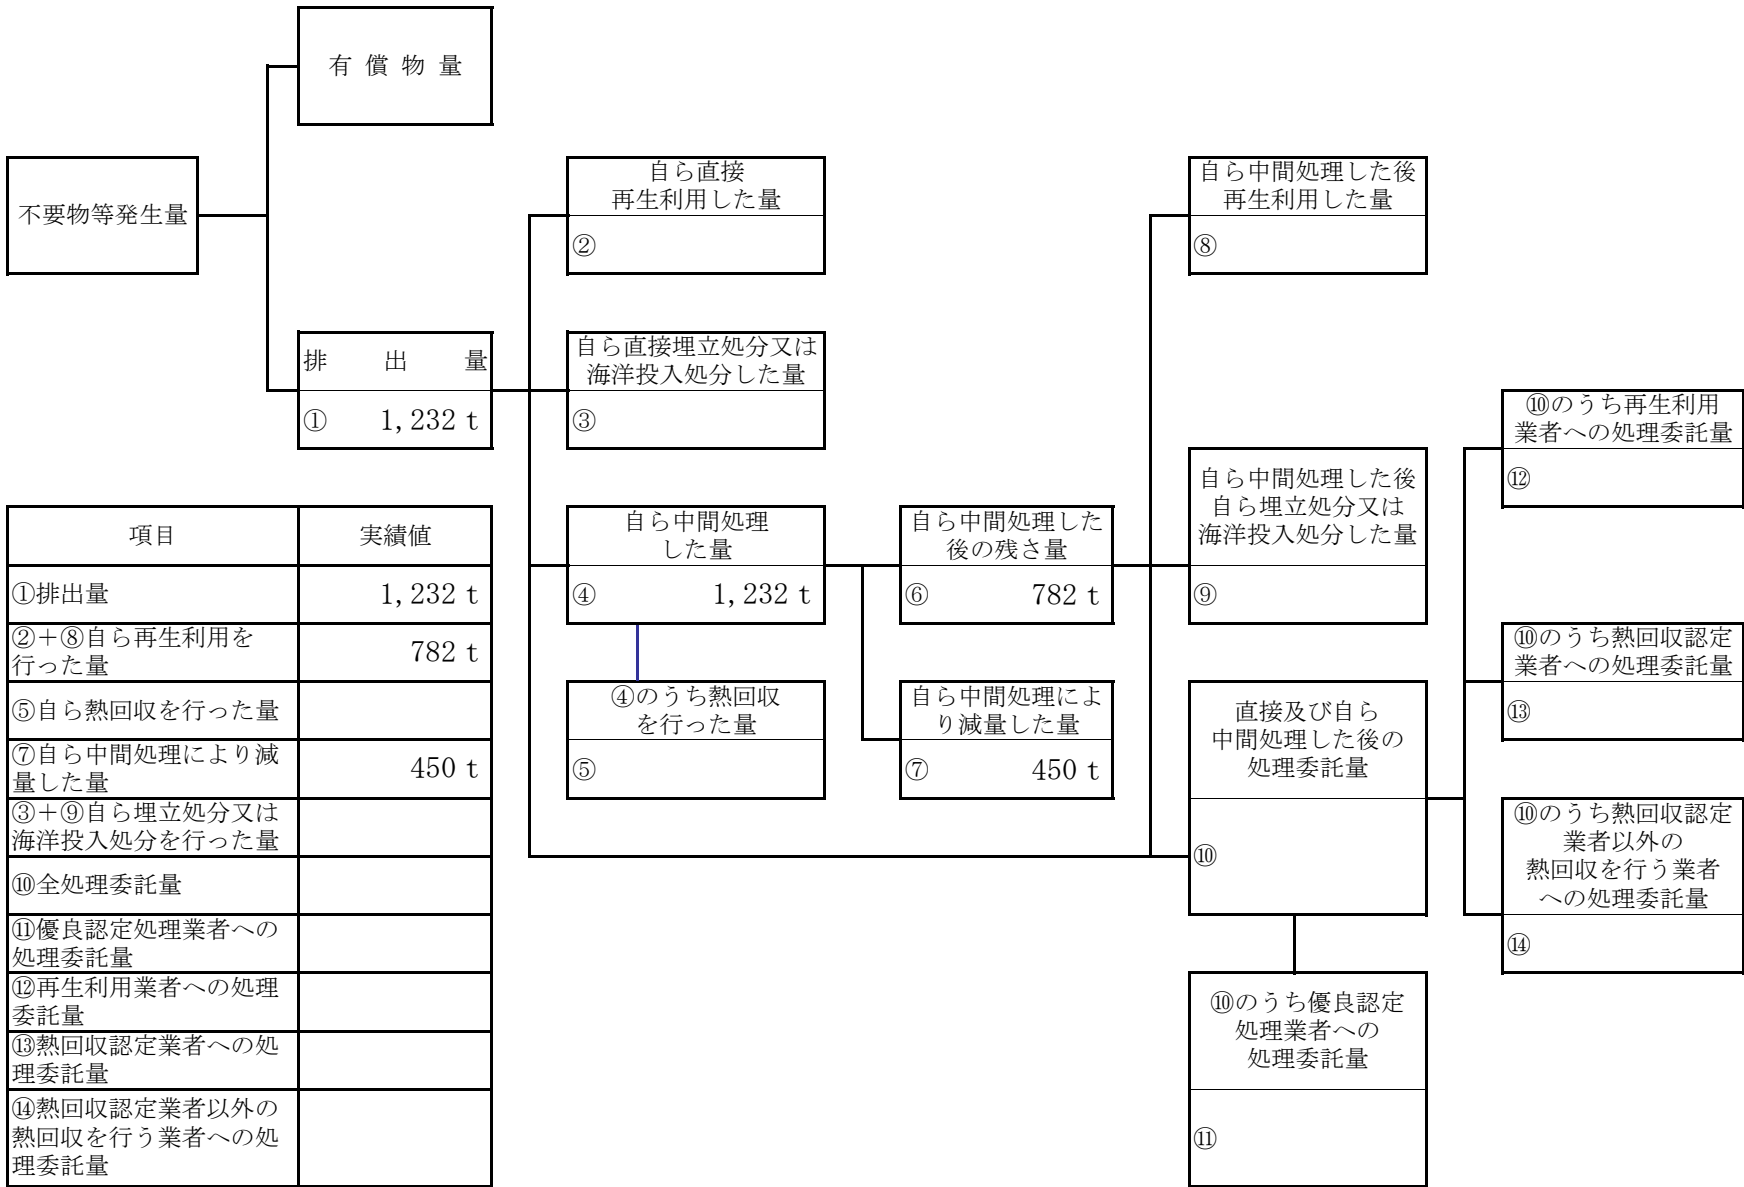 有 償 物 量
不要物等発生量
自ら直接
再生利用した量
②
自ら中間処理した後
再生利用した量
⑧
排 出 量
① 1,232 t
自ら直接埋立処分又は
海洋投入処分した量
③
⑩のうち再生利用
業者への処理委託量
⑫
自ら中間処理
した量
④ 1,232 t
自ら中間処理した
後の残さ量
⑥ 782 t
自ら中間処理した後
自ら埋立処分又は
海洋投入処分した量
⑨
⑩のうち熱回収認定
業者への処理委託量
⑬
④のうち熱回収
を行った量
⑤
自ら中間処理によ
り減量した量
⑦ 450 t
直接及び自ら
中間処理した後の
処理委託量
⑩
⑩のうち熱回収認定
業者以外の
熱回収を行う業者
への処理委託量
⑭
⑩のうち優良認定
処理業者への
処理委託量
⑪
項目 実績値
①排出量 1,232 t
②+⑧自ら再生利用を
行った量 782 t
⑤自ら熱回収を行った量
⑦自ら中間処理により減
量した量 450 t
③+⑨自ら埋立処分又は
海洋投入処分を行った量
⑩全処理委託量
⑪優良認定処理業者への
処理委託量
⑫再生利用業者への処理
委託量
⑬熱回収認定業者への処
理委託量
⑭熱回収認定業者以外の
熱回収を行う業者への処
理委託量